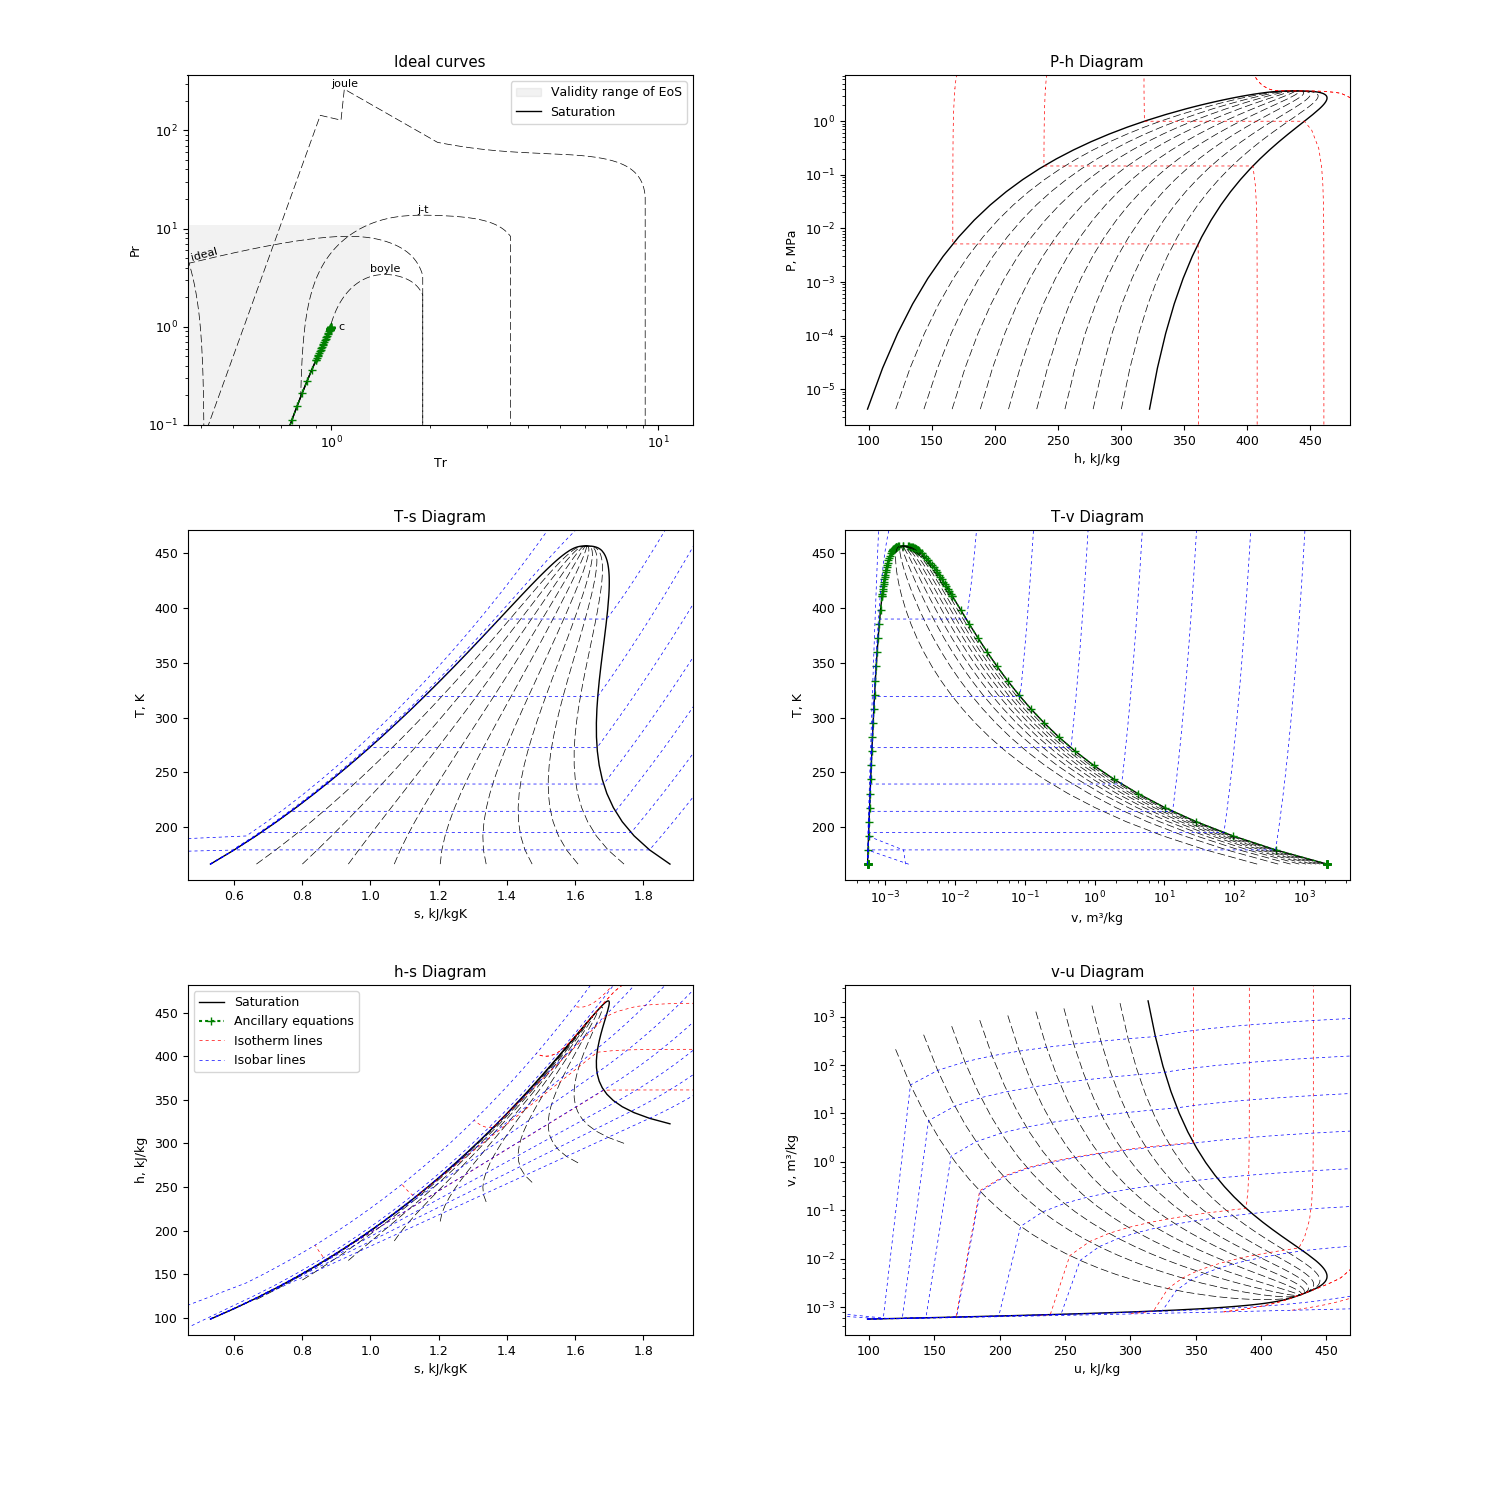 Ideal curves
joule
Validity range of EoS
Saturation
j-t
ideal
boyle
c
10²
10¹
10⁰
10⁻¹
Pr
10⁰
10¹
Tr
P-h Diagram
10⁰
10⁻¹
10⁻²
10⁻³
10⁻⁴
10⁻⁵
P, MPa
100 150 200 250 300 350 400 450
h, kJ/kg
T-s Diagram
450
400
350
300
250
200
T, K
0.6 0.8 1.0 1.2 1.4 1.6 1.8
s, kJ/kgK
T-v Diagram
450
400
350
300
250
200
T, K
10⁻³ 10⁻² 10⁻¹ 10⁰ 10¹ 10² 10³
v, m³/kg
h-s Diagram
Saturation
Ancillary equations
Isotherm lines
Isobar lines
450
400
350
300
250
200
150
100
h, kJ/kg
0.6 0.8 1.0 1.2 1.4 1.6 1.8
s, kJ/kgK
v-u Diagram
10³
10²
10¹
10⁰
10⁻¹
10⁻²
10⁻³
v, m³/kg
100 150 200 250 300 350 400 450
u, kJ/kg